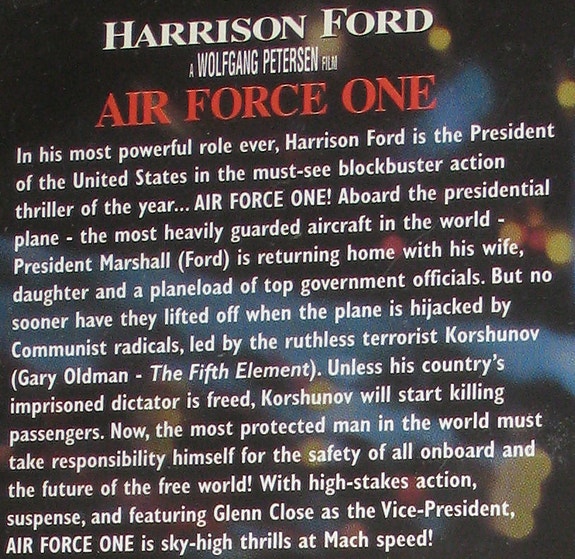 HARRISON FORD
A WOLFGANG PETERSEN FILM
AIR FORCE ONE
In his most powerful role ever, Harrison Ford is the President
of the United States in the must-see blockbuster action
thriller of the year... AIR FORCE ONE! Aboard the presidential
plane - the most heavily guarded aircraft in the world -
President Marshall (Ford) is returning home with his wife,
daughter and a planeload of top government officials. But no
sooner have they lifted off when the plane is hijacked by
Communist radicals, led by the ruthless terrorist Korshunov
(Gary Oldman - The Fifth Element). Unless his country's
imprisoned dictator is freed, Korshunov will start killing
passengers. Now, the most protected man in the world must
take responsibility himself for the safety of all onboard and
the future of the free world! With high-stakes action,
suspense, and featuring Glenn Close as the Vice-President,
AIR FORCE ONE is sky-high thrills at Mach speed!